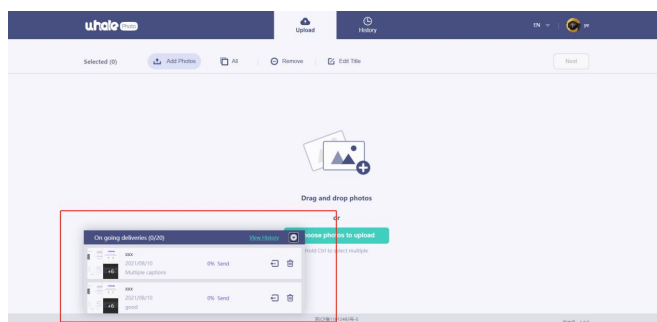 whale Photo
Upload
History
EN
ye
Selected (0)
Add Photos
All
Remove
Edit Title
Next
Drag and drop photos
or
oose photos to upload
Hold Ctrl to select multiple
On going deliveries (0/20)
View History
xxx
2021/08/10
Multiple captions
+6
0% Send
xxx
2021/08/10
good
+6
0% Send